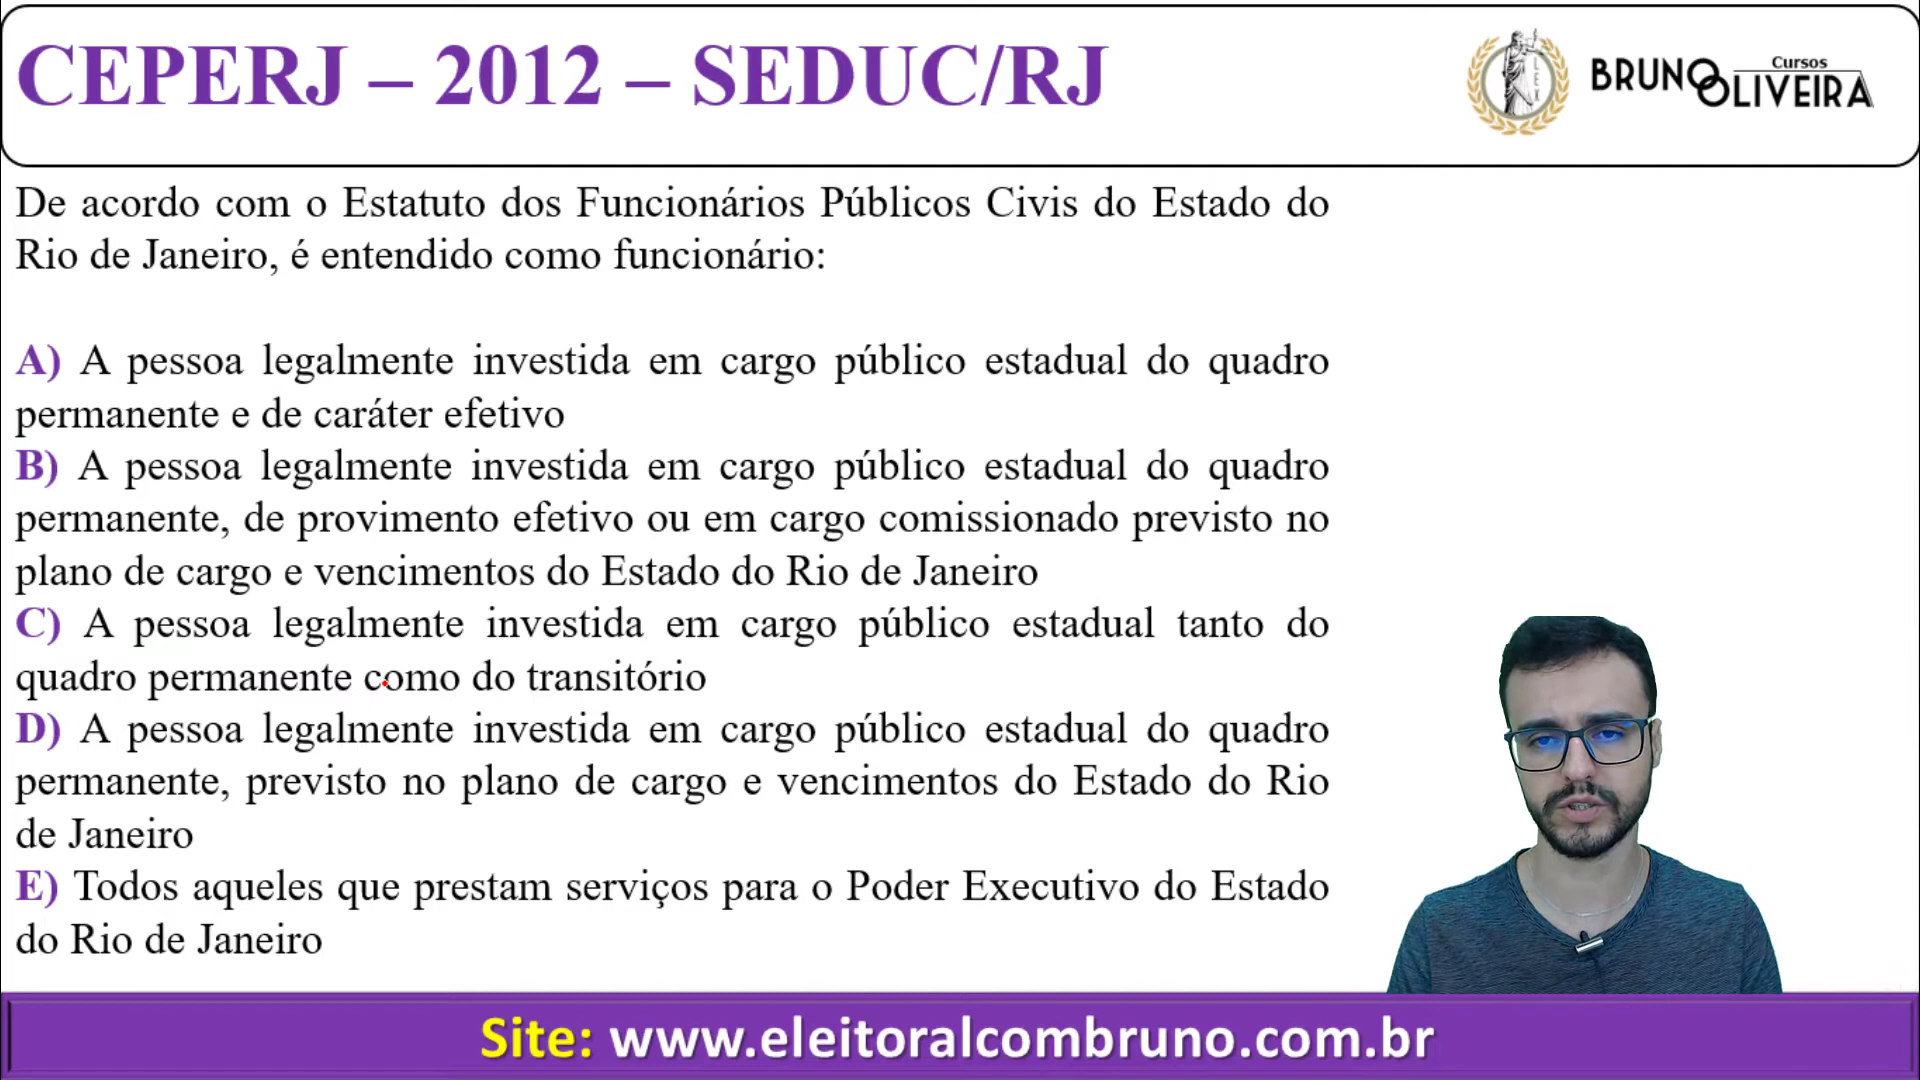 CEPERJ – 2012 – SEDUC/RJ
Cursos
BRUNO
OLIVEIRA
LEX
De acordo com o Estatuto dos Funcionários Públicos Civis do Estado do
Rio de Janeiro, é entendido como funcionário:
A) A pessoa legalmente investida em cargo público estadual do quadro
permanente e de caráter efetivo
B) A pessoa legalmente investida em cargo público estadual do quadro
permanente, de provimento efetivo ou em cargo comissionado previsto no
plano de cargo e vencimentos do Estado do Rio de Janeiro
C) A pessoa legalmente investida em cargo público estadual tanto do
quadro permanente como do transitório
D) A pessoa legalmente investida em cargo público estadual do quadro
permanente, previsto no plano de cargo e vencimentos do Estado do Rio
de Janeiro
E) Todos aqueles que prestam serviços para o Poder Executivo do Estado
do Rio de Janeiro
Site: www.eleitoralcombruno.com.br